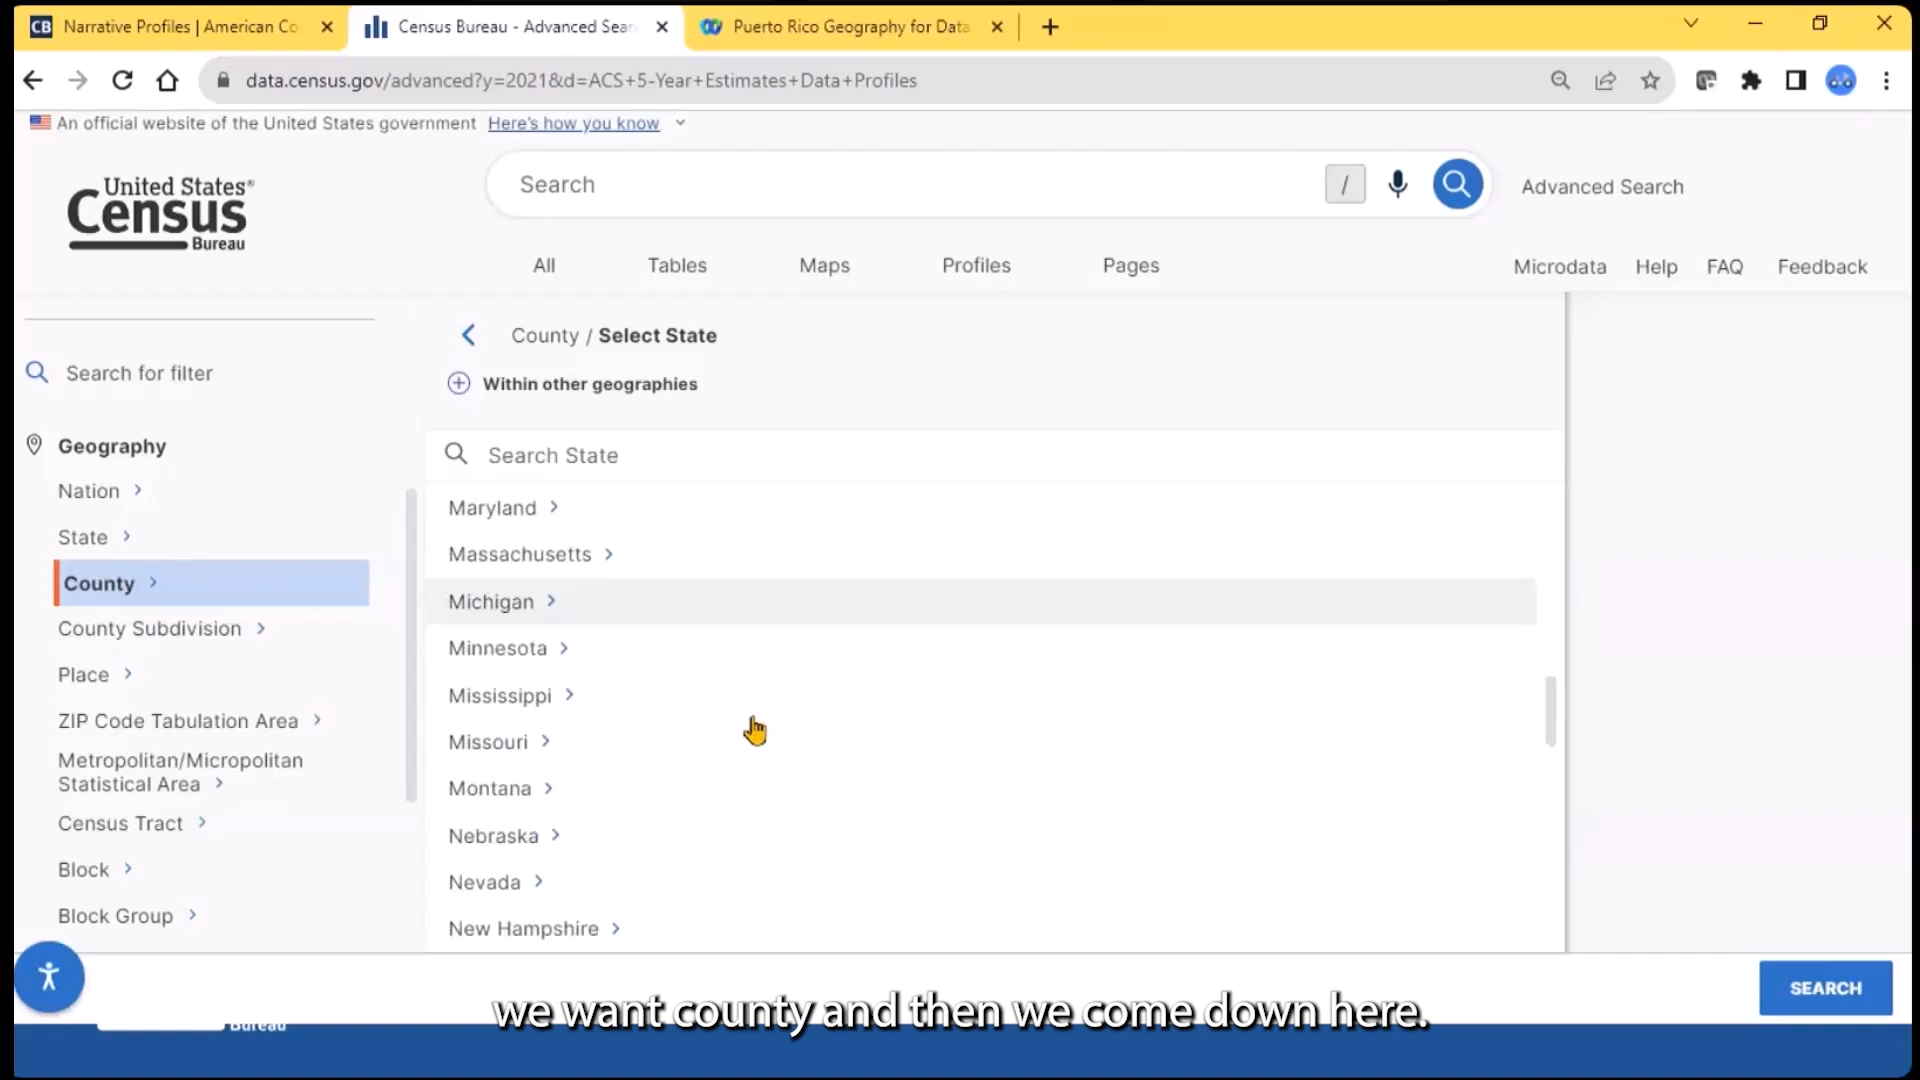 CB Narrative Profiles | American Co
Census Bureau - Advanced Sear
Puerto Rico Geography for Data
data.census.gov/advanced?y=2021&d=ACS+5-Year+Estimates+Data+Profiles
An official website of the United States government Here's how you know
United States®
Census
Bureau
Search
/
Advanced Search
All Tables Maps Profiles Pages
Microdata Help FAQ Feedback
Search for filter
Geography
Nation
State
County
County Subdivision
Place
ZIP Code Tabulation Area
Metropolitan/Micropolitan
Statistical Area
Census Tract
Block
Block Group
County / Select State
Within other geographies
Search State
Maryland
Massachusetts
Michigan
Minnesota
Mississippi
Missouri
Montana
Nebraska
Nevada
New Hampshire
SEARCH
Bureau
we want county and then we come down here.